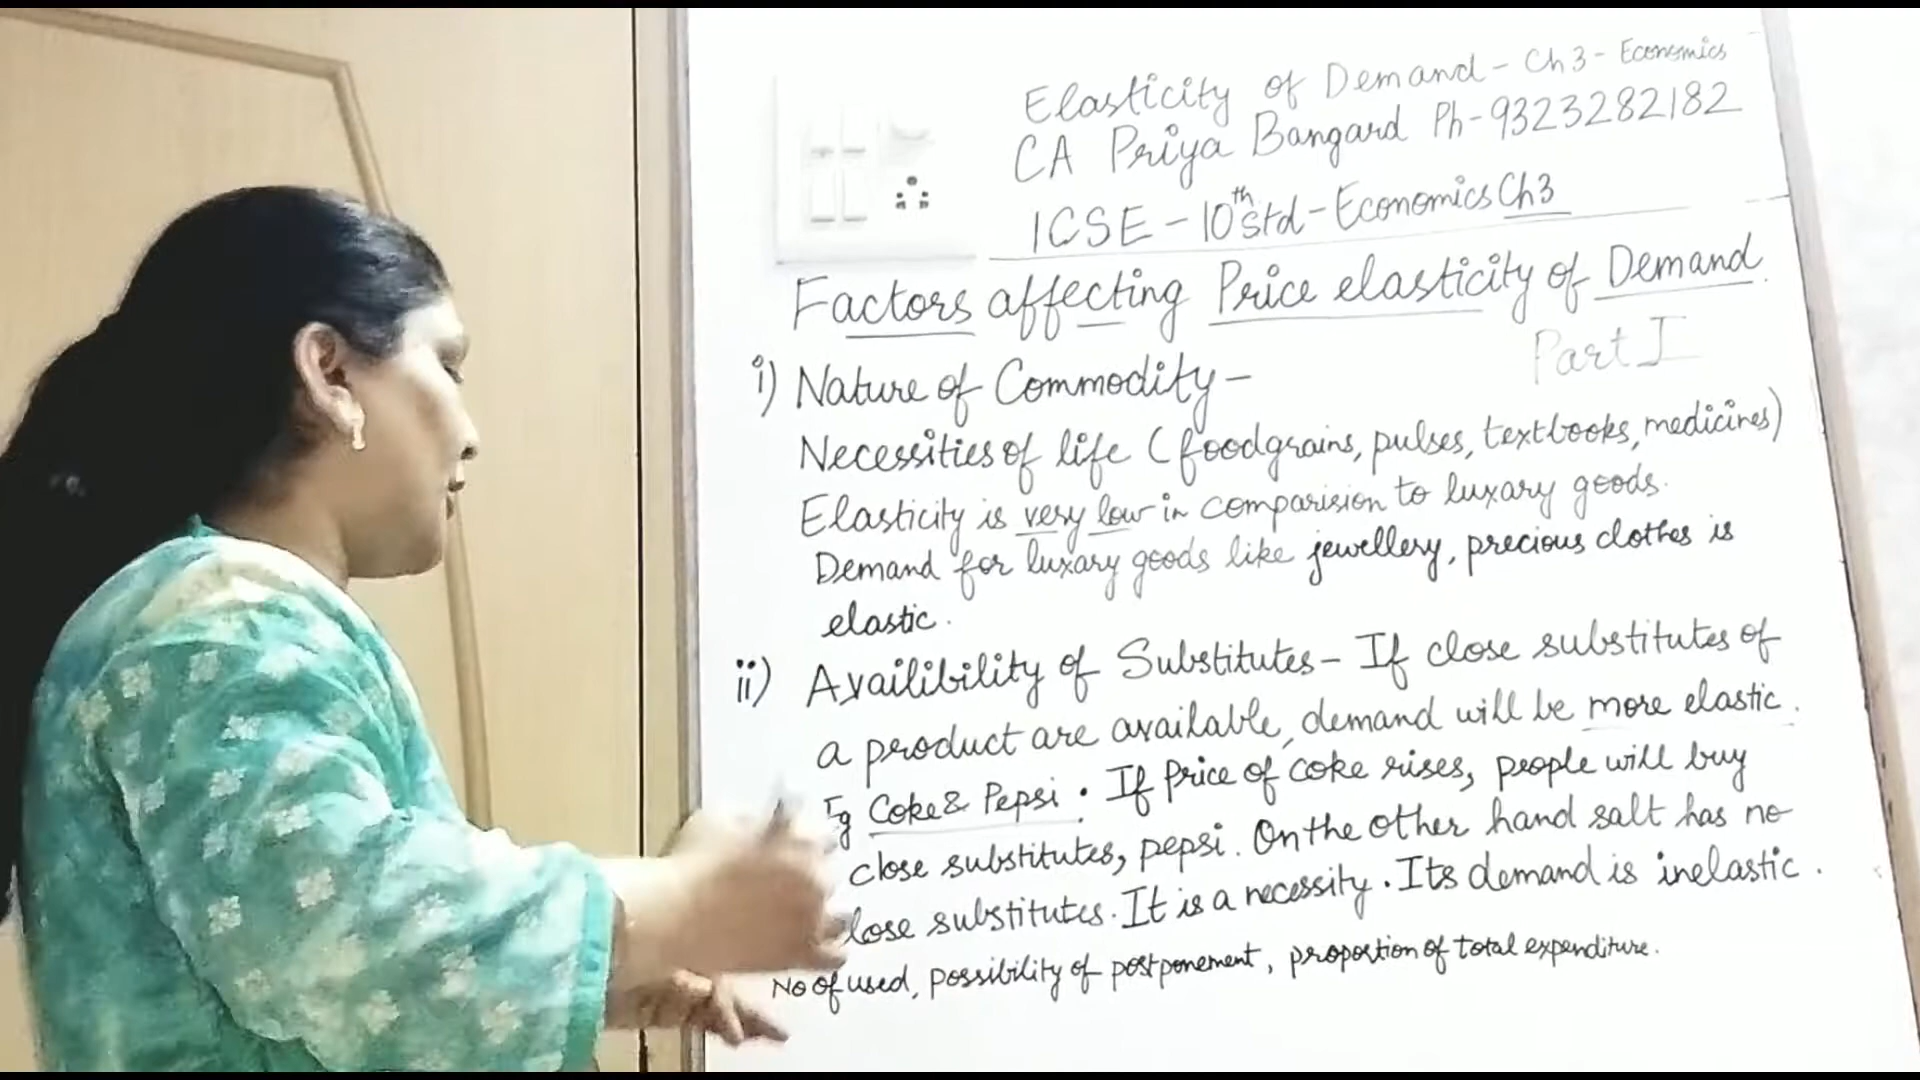 Elasticity of Demand - Ch 3 - Economics
CA Priya Bangard Ph - 9323282182
ICSE - 10th std - Economics Ch3
Factors affecting Price elasticity of Demand.
Part I
i) Nature of Commodity -
Necessities of life (foodgrains, pulses, textbooks, medicines)
Elasticity is very low in comparision to luxary goods.
Demand for luxary goods like jewellery, precious clothes is
elastic.
ii) Availibility of Substitutes - If close substitutes of
a product are available, demand will be more elastic.
Eg Coke & Pepsi. If Price of coke rises, people will buy
close substitutes, pepsi. On the other hand salt has no
lose substitutes. It is a necessity. Its demand is inelastic.
No of used, possibility of postponement, proportion of total expenditure.